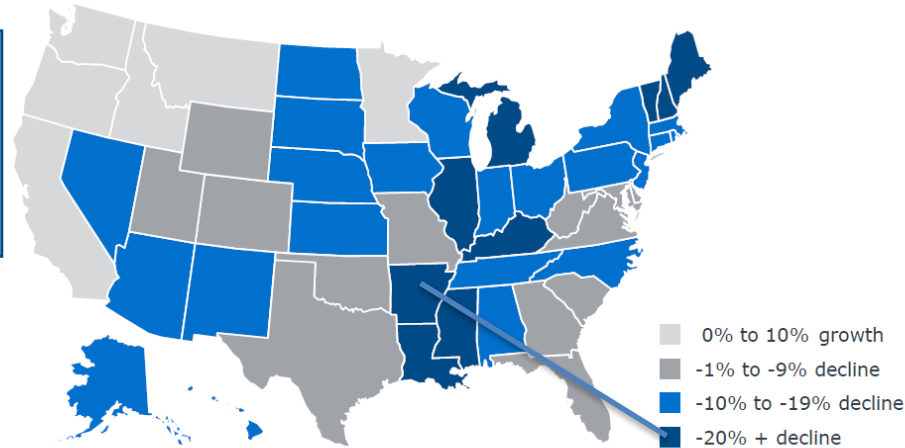 0% to 10% growth
-1% to -9% decline
-10% to -19% decline
-20% + decline